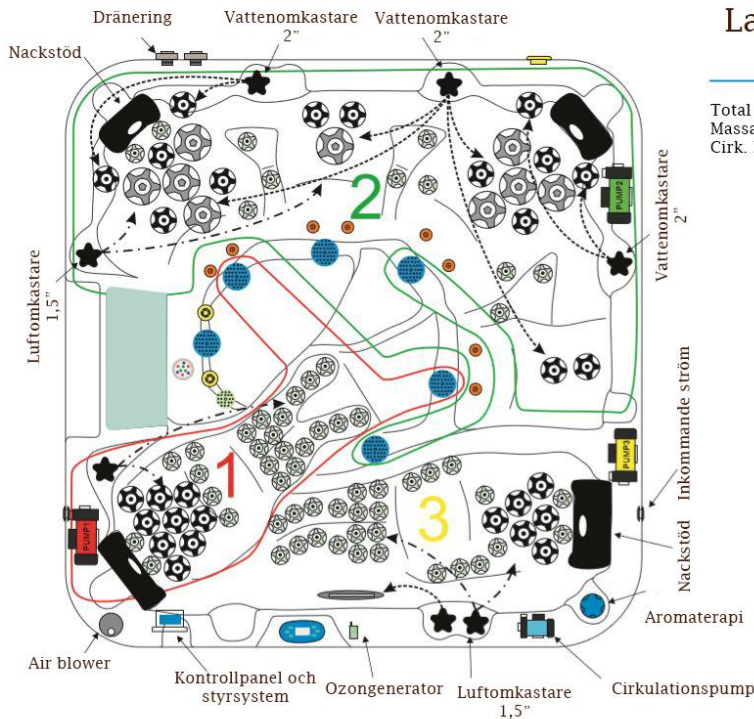 Dränering
Vattenomkastare
2”
Vattenomkastare
2”
La
Nackstöd
Total
Massa
Cirk.
PUMP2
2
Vattenomkastare
2”
Luftomkastare
1,5”
Inkommande ström
PUMP3
1
3
PUMP1
Nackstöd
Aromaterapi
Air blower
Kontrollpanel och
styrsystem
Ozongenerator
Luftomkastare
1,5”
Cirkulationspump